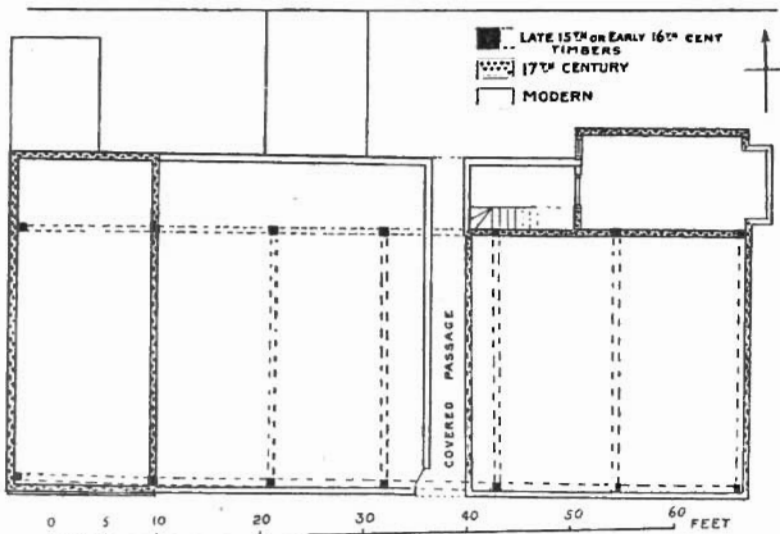 LATE 15TH OR EARLY 16TH CENT
TIMBERS
17TH CENTURY
MODERN
COVERED PASSAGE
0 5 10 20 30 40 50 60 FEET